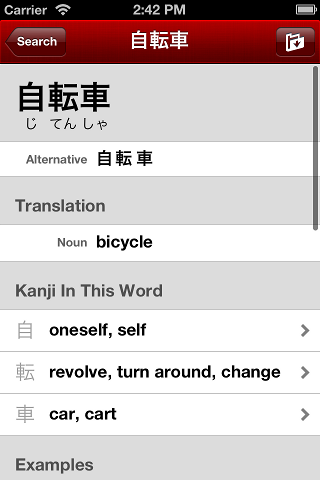 Carrier 2:42 PM
Search 自転車
自転車
じ てん しゃ
Alternative 自転車
Translation
Noun bicycle
Kanji In This Word
自 oneself, self
転 revolve, turn around, change
車 car, cart
Examples